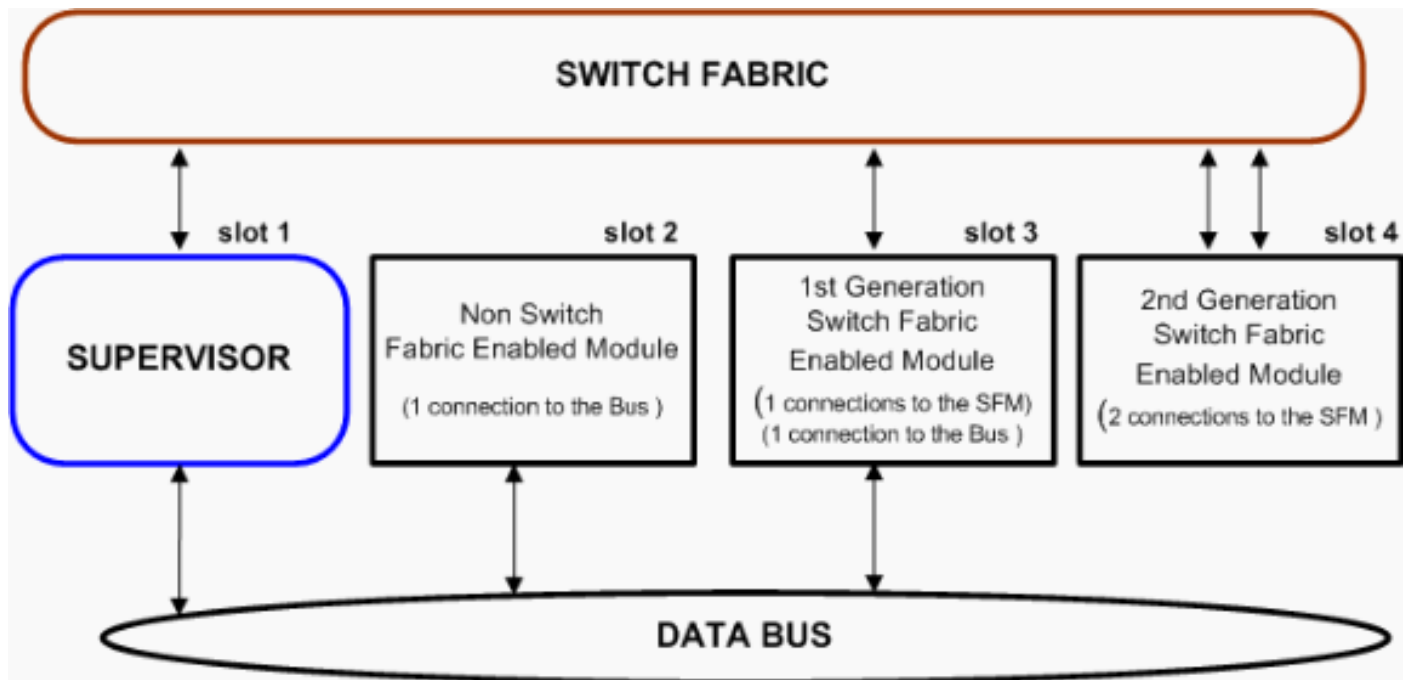 SWITCH FABRIC
slot 1
slot 2
slot 3
slot 4
SUPERVISOR
Non Switch
Fabric Enabled Module
(1 connection to the Bus )
1st Generation
Switch Fabric
Enabled Module
(1 connections to the SFM)
(1 connection to the Bus )
2nd Generation
Switch Fabric
Enabled Module
(2 connections to the SFM )
DATA BUS